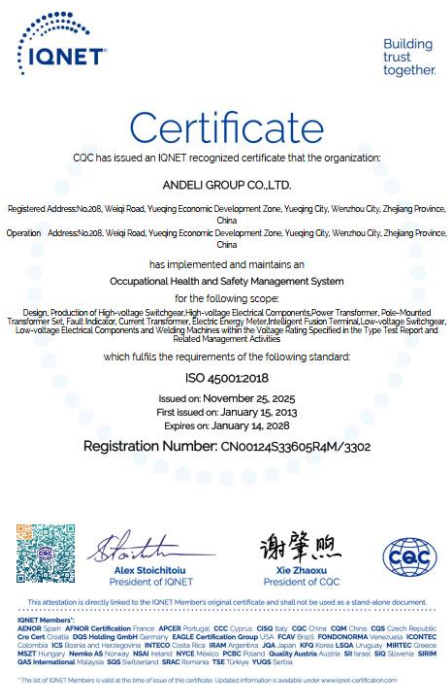 IQNET
Building
trust
together.
Certificate
CQC has issued an IQNET recognized certificate that the organization:
ANDELI GROUP CO.,LTD.
Registered Address:No.208, Weiqi Road, Yueqing Economic Development Zone, Yueqing City, Wenzhou City, Zhejiang Province,
China
Operation Address:No.208, Weiqi Road, Yueqing Economic Development Zone, Yueqing City, Wenzhou City, Zhejiang Province,
China
has implemented and maintains an
Occupational Health and Safety Management System
for the following scope:
Design, Production of High-voltage Switchgear,High-voltage Electrical Components,Power Transformer, Pole-Mounted
Transformer Set, Fault Indicator, Current Transformer, Electric Energy Meter,Intelligent Fusion Terminal,Low-voltage Switchgear,
Low-voltage Electrical Components and Welding Machines within the Voltage Rating Specified in the Type Test Report and
Related Management Activities
which fulfils the requirements of the following standard:
ISO 45001:2018
Issued on: November 25, 2025
First issued on: January 15, 2013
Expires on: January 14, 2028
Registration Number: CN00124S33605R4M/3302
谢肇煦
CQC
Alex Stoichitoiu
President of IQNET
Xie Zhaoxu
President of CQC
This attestation is directly linked to the IQNET Member's original certificate and shall not be used as a stand-alone document.
IQNET Members*:
AENOR Spain AFNOR Certification France APCER Portugal CCC Cyprus CISQ Italy CQC China CQM China CQS Czech Republic
Cro Cert Croatia DQS Holding GmbH Germany EAGLE Certification Group USA FCAV Brazil FONDONORMA Venezuela ICONTEC
Colombia ICS Bosnia and Herzegovina INTECO Costa Rica IRAM Argentina JQA Japan KFQ Korea LSQA Uruguay MIRTEC Greece
MSZT Hungary Nemko AS Norway NSAI Ireland NYCE México PCBC Poland Quality Austria Austria SII Israel SIQ Slovenia SIRIM
QAS International Malaysia SQS Switzerland SRAC Romania TSE Türkiye YUQS Serbia
* The list of IQNET Members is valid at the time of issue of this certificate. Updated information is available under www.iqnet-certification.com